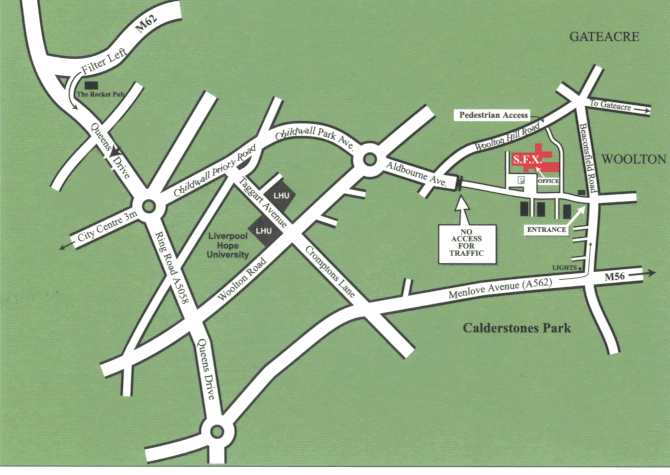 M62
GATEACRE
Filter Left
The Rocket Pub
Queens Drive
To Gateacre
Pedestrian Access
Childwall Park Ave.
Woolton Hill Road
Beaconsfield Road
Childwall Priory Road
Aldbourne Ave.
S.F.X.
WOOLTON
OFFICE
Taggart Avenue
LHU
City Centre 3m
LHU
NO
ACCESS
FOR
TRAFFIC
ENTRANCE
Liverpool
Hope
University
Ring Road A5058
Woolton Road
Cromptons Lane
LIGHTS
M56
Menlove Avenue (A562)
Calderstones Park
Queens Drive